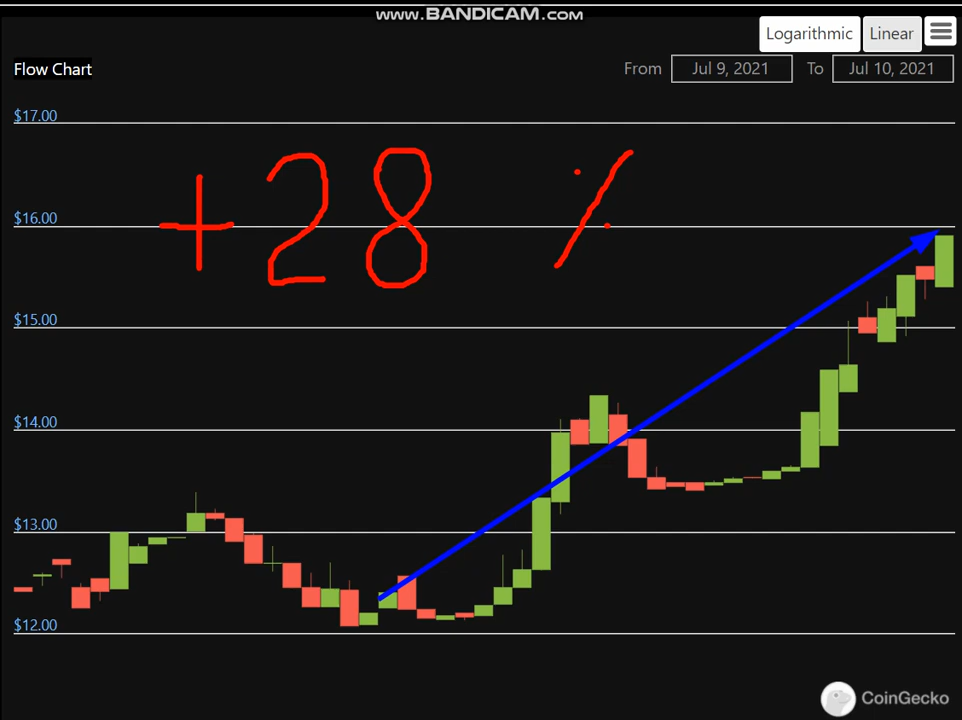 www.BANDICAM.com
Logarithmic Linear
Flow Chart From Jul 9, 2021 To Jul 10, 2021
$17.00
+28 %
$16.00
$15.00
$14.00
$13.00
$12.00
CoinGecko